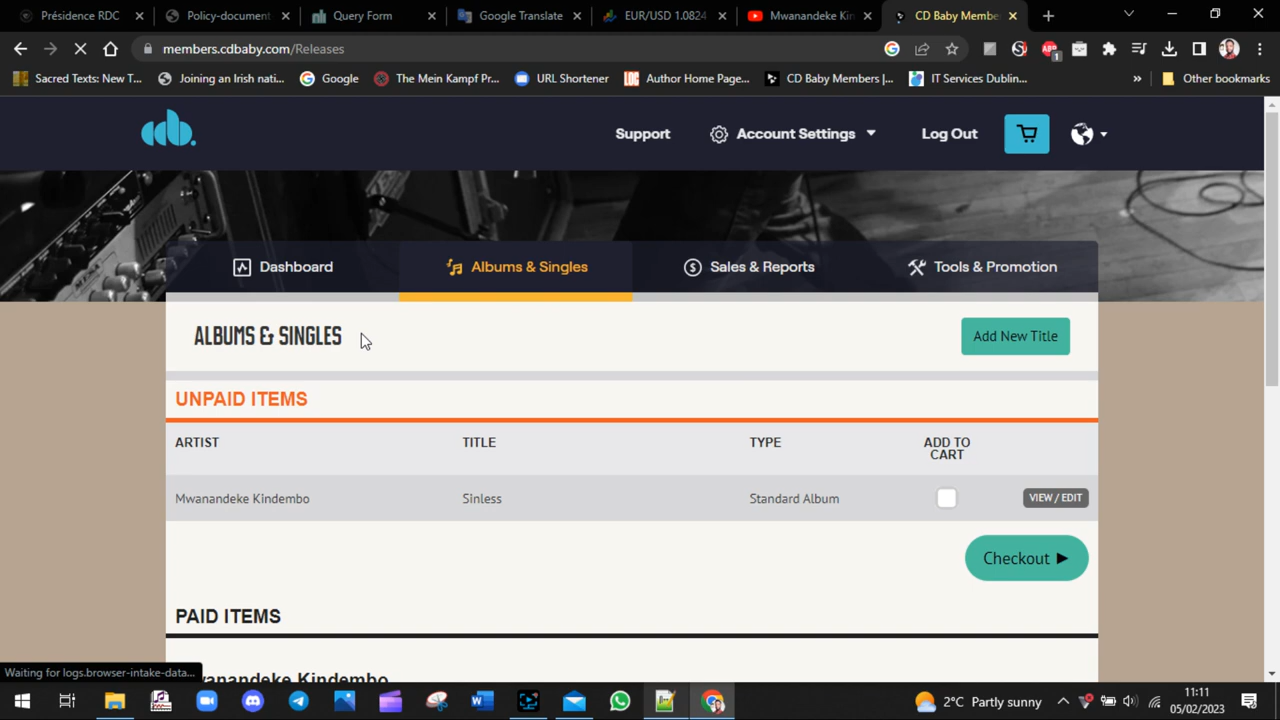 Présidence RDC
Policy-document
Query Form
Google Translate
EUR/USD 1.0824
Mwanandeke Kin
CD Baby Membe
members.cdbaby.com/Releases
1
Sacred Texts: New T...
Joining an Irish nati...
Google
The Mein Kampf Pr...
URL Shortener
Author Home Page...
CD Baby Members |...
IT Services Dublin,...
Other bookmarks
Support
Account Settings
Log Out
Dashboard
Albums & Singles
Sales & Reports
Tools & Promotion
ALBUMS & SINGLES
Add New Title
UNPAID ITEMS
ARTIST
TITLE
TYPE
ADD TO
CART
Mwanandeke Kindembo
Sinless
Standard Album
VIEW / EDIT
Checkout
PAID ITEMS
wanandeke Kindembo
Waiting for logs.browser-intake-data...
2°C Partly sunny
11:11
05/02/2023